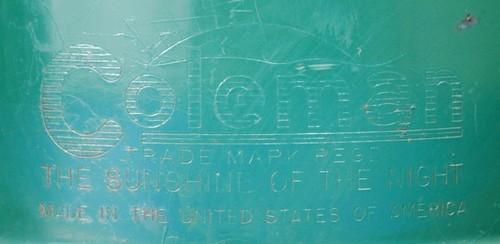 Coleman
TRADE MARK REG'D
THE SUNSHINE OF THE NIGHT
MADE IN THE UNITED STATES OF AMERICA